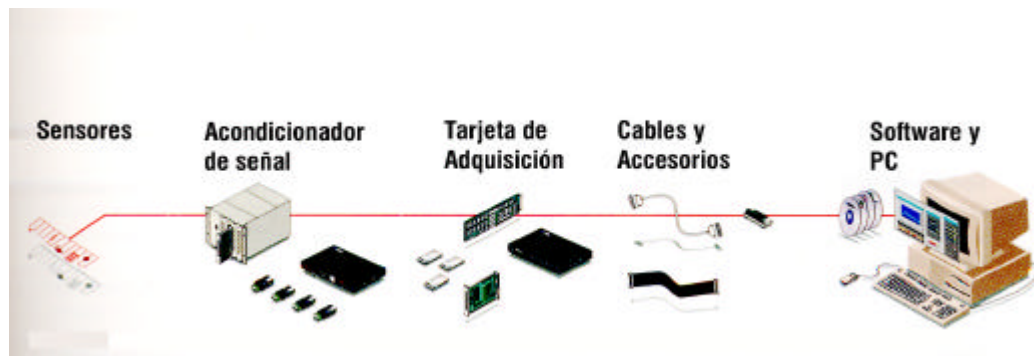 Sensores
Acondicionador
de señal
Tarjeta de
Adquisición
Cables y
Accesorios
Software y
PC